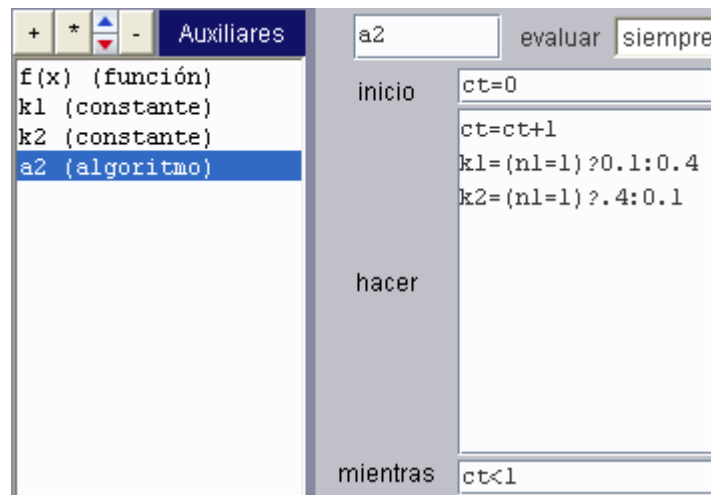 + * - Auxiliares
f(x) (función)
k1 (constante)
k2 (constante)
a2 (algoritmo)
a2 evaluar siempre
inicio ct=0
hacer
ct=ct+1
k1=(n1=1)?0.1:0.4
k2=(n1=1)?.4:0.1
mientras ct<1